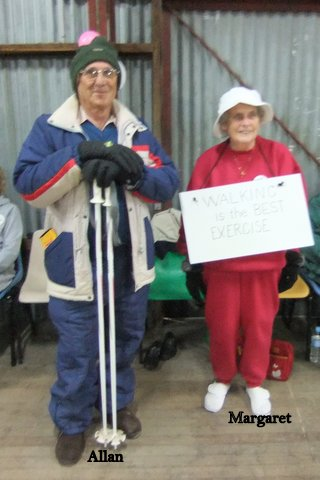 WALKING
is the BEST
EXERCISE
Margaret
Allan